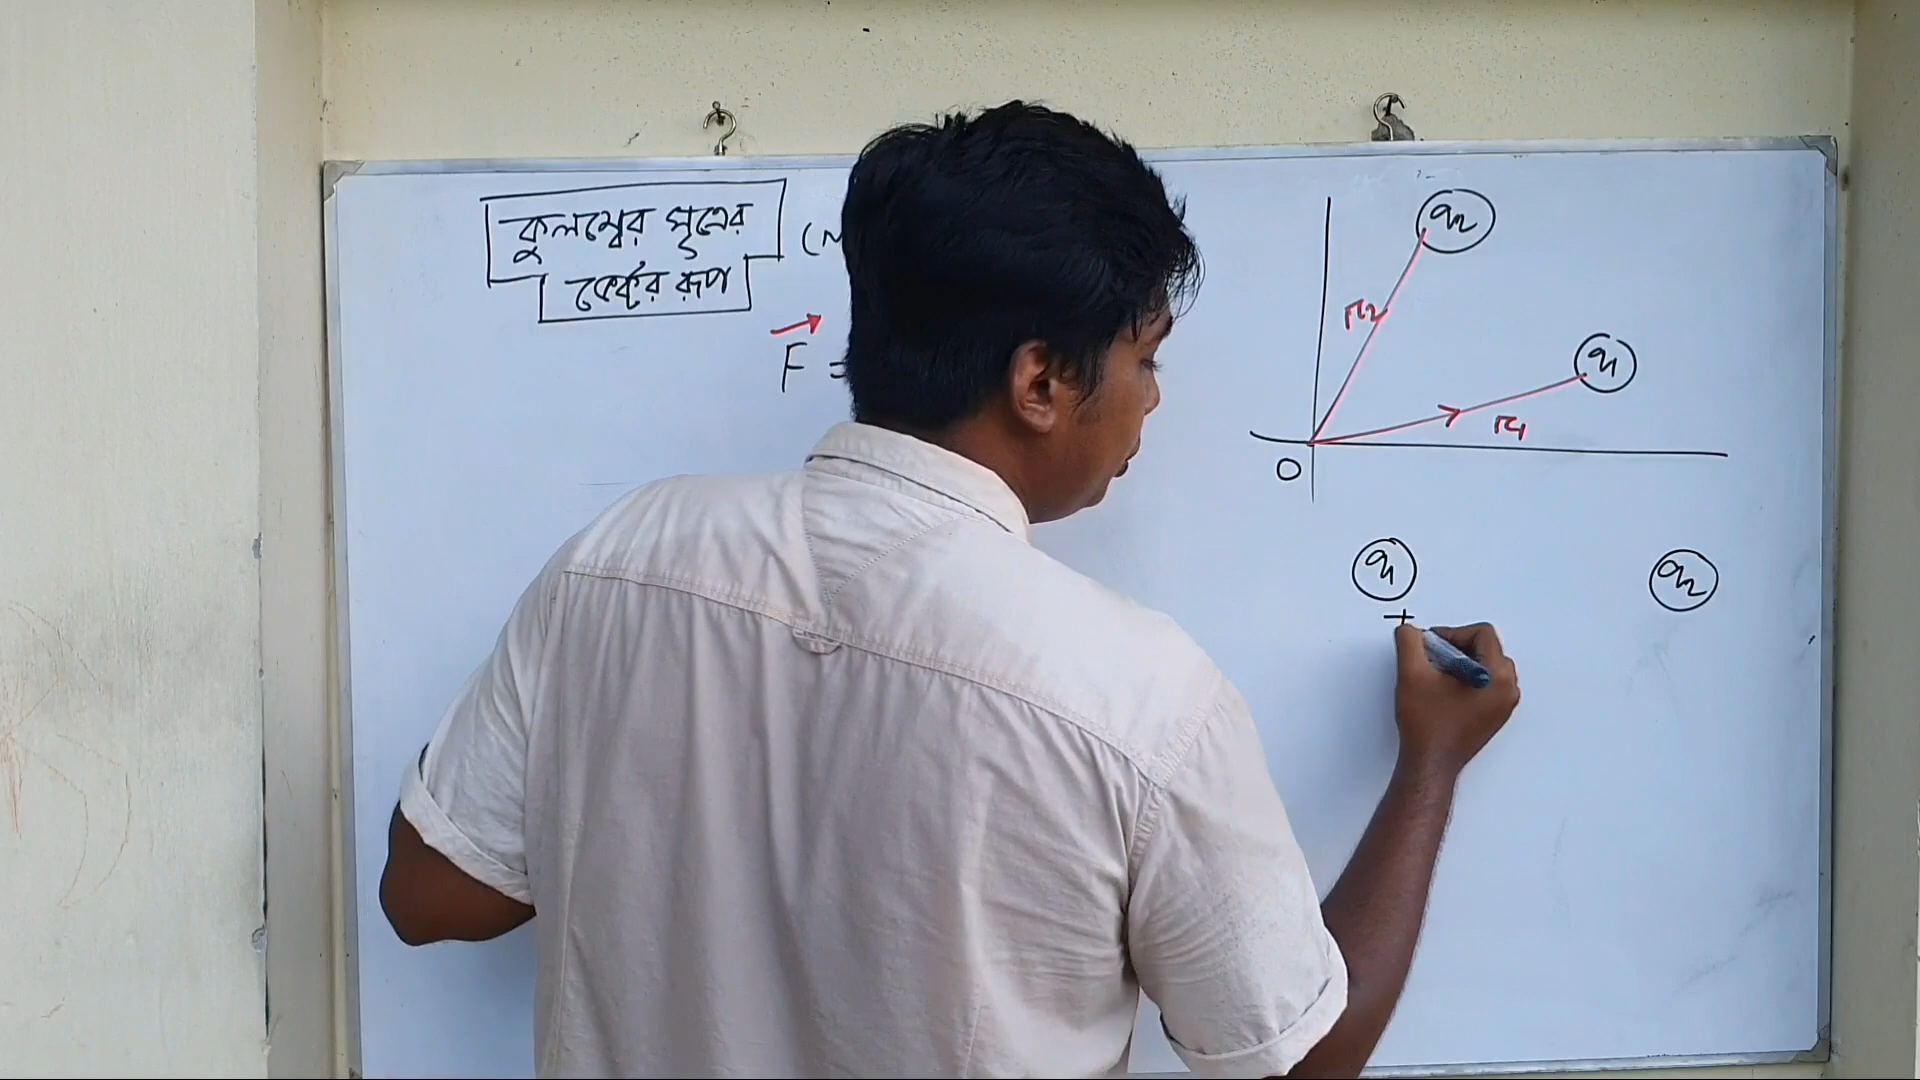 কুলম্বের সূত্রের
ভেক্টর রূপ
F =
q2
r2
q1
r1
O
q1
q2
+